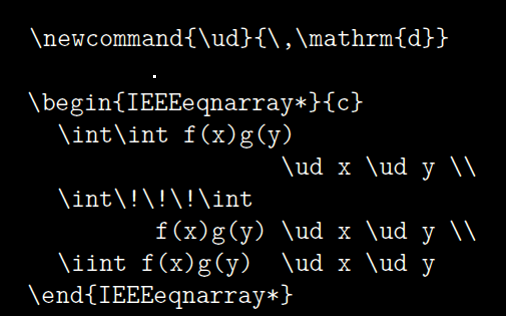 \newcommand{\ud}{\,\mathrm{d}}
.
\begin{IEEEeqnarray*}{c}
\int\int f(x)g(y)
\ud x \ud y \\
\int\!\!\!\int
f(x)g(y) \ud x \ud y \\
\iint f(x)g(y) \ud x \ud y
\end{IEEEeqnarray*}